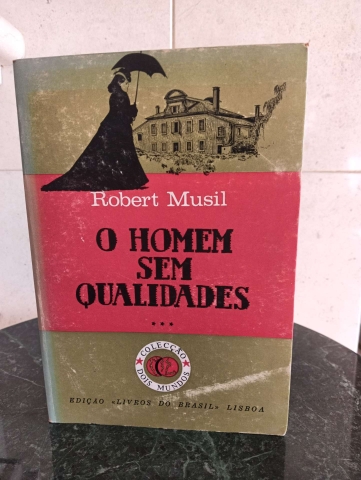 Robert Musil
O HOMEM
SEM
QUALIDADES
***
COLECÇÃO
DOIS MUNDOS
EDIÇÃO «LIVROS DO BRASIL» LISBOA